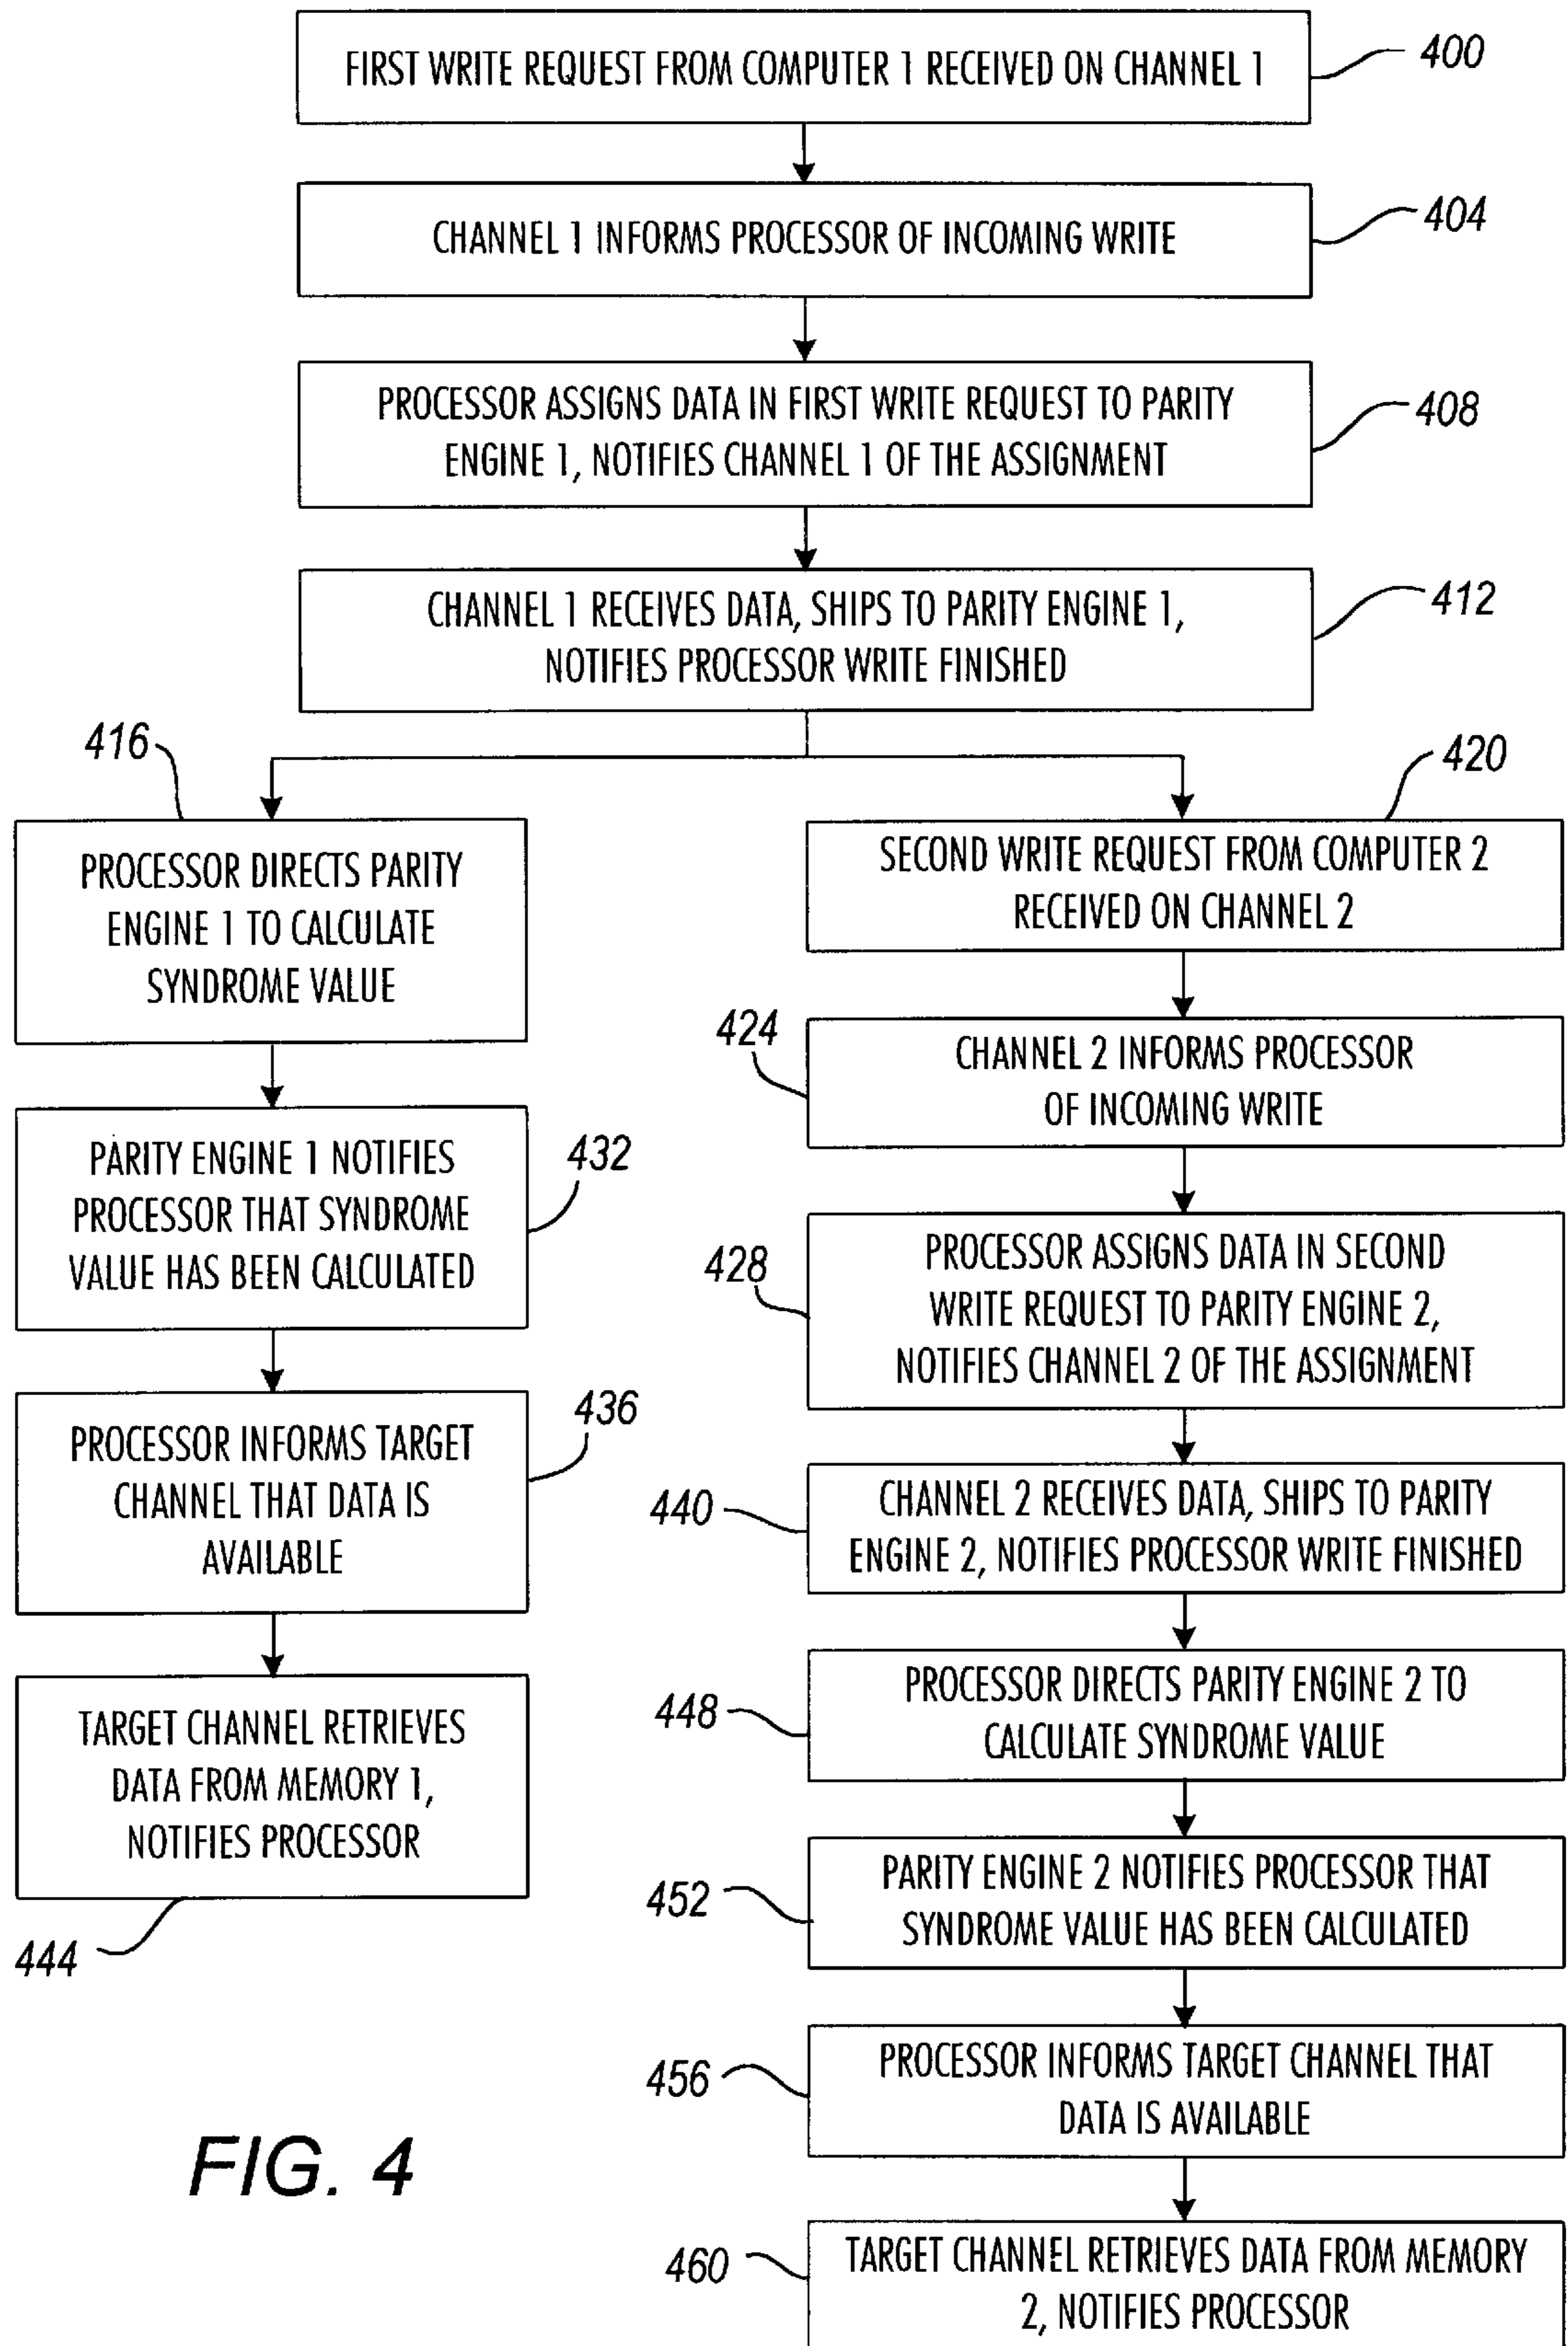 FIRST WRITE REQUEST FROM COMPUTER 1 RECEIVED ON CHANNEL 1
400
CHANNEL 1 INFORMS PROCESSOR OF INCOMING WRITE
404
PROCESSOR ASSIGNS DATA IN FIRST WRITE REQUEST TO PARITY
ENGINE 1, NOTIFIES CHANNEL 1 OF THE ASSIGNMENT
408
CHANNEL 1 RECEIVES DATA, SHIPS TO PARITY ENGINE 1,
NOTIFIES PROCESSOR WRITE FINISHED
412
416
PROCESSOR DIRECTS PARITY
ENGINE 1 TO CALCULATE
SYNDROME VALUE
PARITY ENGINE 1 NOTIFIES
PROCESSOR THAT SYNDROME
VALUE HAS BEEN CALCULATED
432
PROCESSOR INFORMS TARGET
CHANNEL THAT DATA IS
AVAILABLE
436
TARGET CHANNEL RETRIEVES
DATA FROM MEMORY 1,
NOTIFIES PROCESSOR
444
420
SECOND WRITE REQUEST FROM COMPUTER 2
RECEIVED ON CHANNEL 2
424
CHANNEL 2 INFORMS PROCESSOR
OF INCOMING WRITE
428
PROCESSOR ASSIGNS DATA IN SECOND
WRITE REQUEST TO PARITY ENGINE 2,
NOTIFIES CHANNEL 2 OF THE ASSIGNMENT
440
CHANNEL 2 RECEIVES DATA, SHIPS TO PARITY
ENGINE 2, NOTIFIES PROCESSOR WRITE FINISHED
448
PROCESSOR DIRECTS PARITY ENGINE 2 TO
CALCULATE SYNDROME VALUE
452
PARITY ENGINE 2 NOTIFIES PROCESSOR THAT
SYNDROME VALUE HAS BEEN CALCULATED
456
PROCESSOR INFORMS TARGET CHANNEL THAT
DATA IS AVAILABLE
460
TARGET CHANNEL RETRIEVES DATA FROM MEMORY
2, NOTIFIES PROCESSOR
FIG. 4